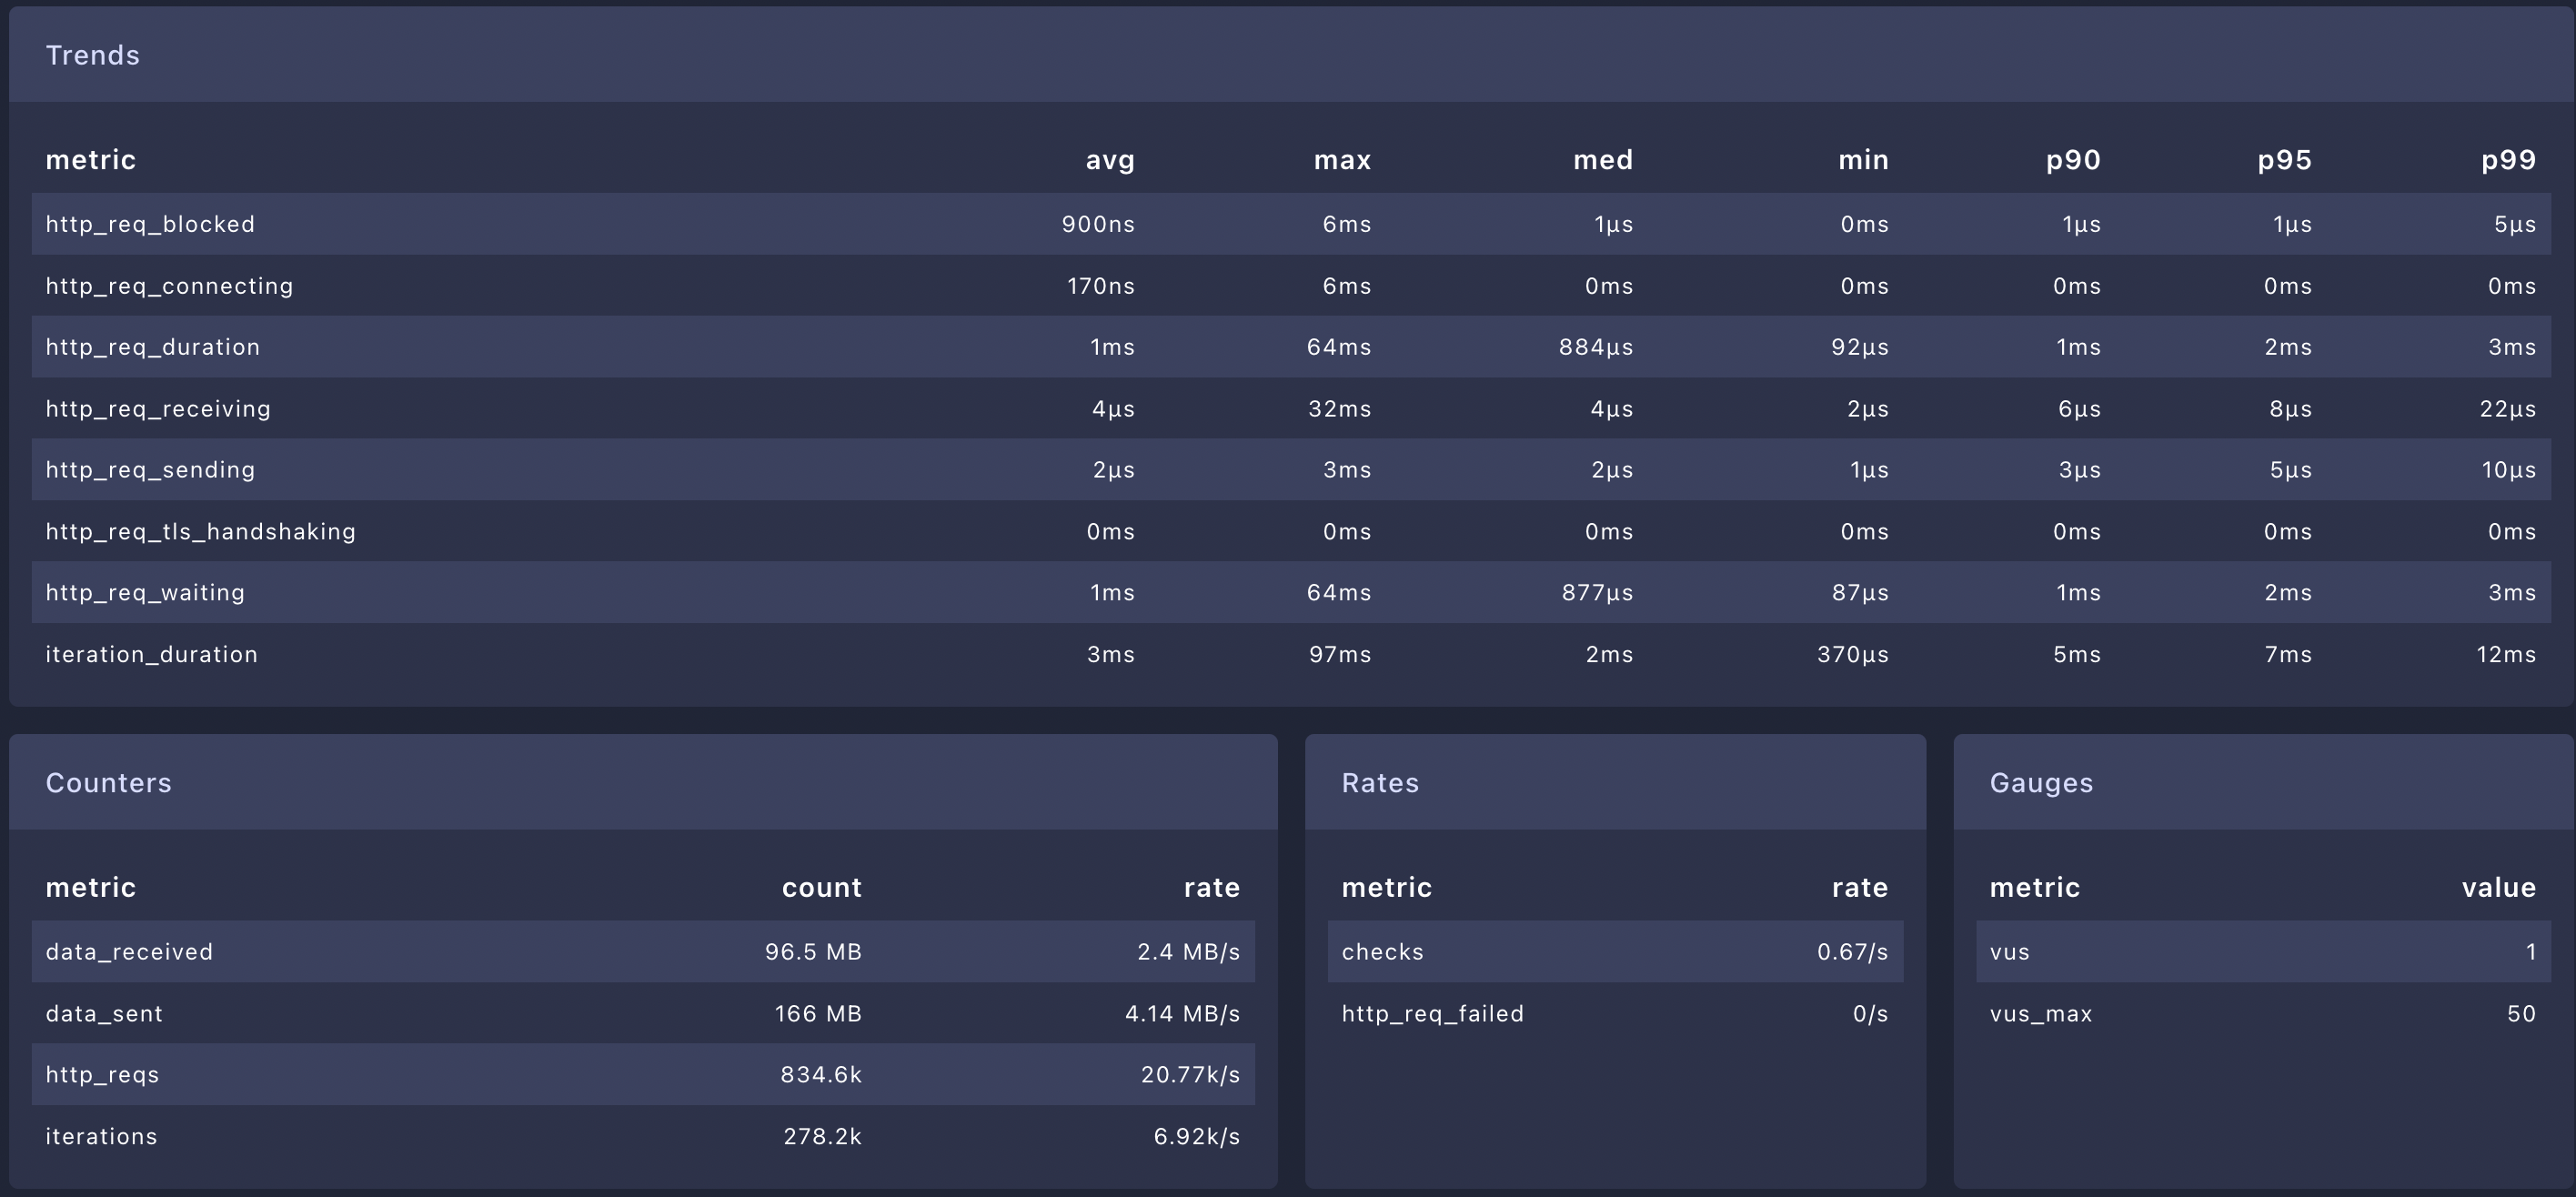 Trends
metric avg max med min p90 p95 p99
http_req_blocked 900ns 6ms 1µs 0ms 1µs 1µs 5µs
http_req_connecting 170ns 6ms 0ms 0ms 0ms 0ms 0ms
http_req_duration 1ms 64ms 884µs 92µs 1ms 2ms 3ms
http_req_receiving 4µs 32ms 4µs 2µs 6µs 8µs 22µs
http_req_sending 2µs 3ms 2µs 1µs 3µs 5µs 10µs
http_req_tls_handshaking 0ms 0ms 0ms 0ms 0ms 0ms 0ms
http_req_waiting 1ms 64ms 877µs 87µs 1ms 2ms 3ms
iteration_duration 3ms 97ms 2ms 370µs 5ms 7ms 12ms
Counters
metric count rate
data_received 96.5 MB 2.4 MB/s
data_sent 166 MB 4.14 MB/s
http_reqs 834.6k 20.77k/s
iterations 278.2k 6.92k/s
Rates
metric rate
checks 0.67/s
http_req_failed 0/s
Gauges
metric value
vus 1
vus_max 50